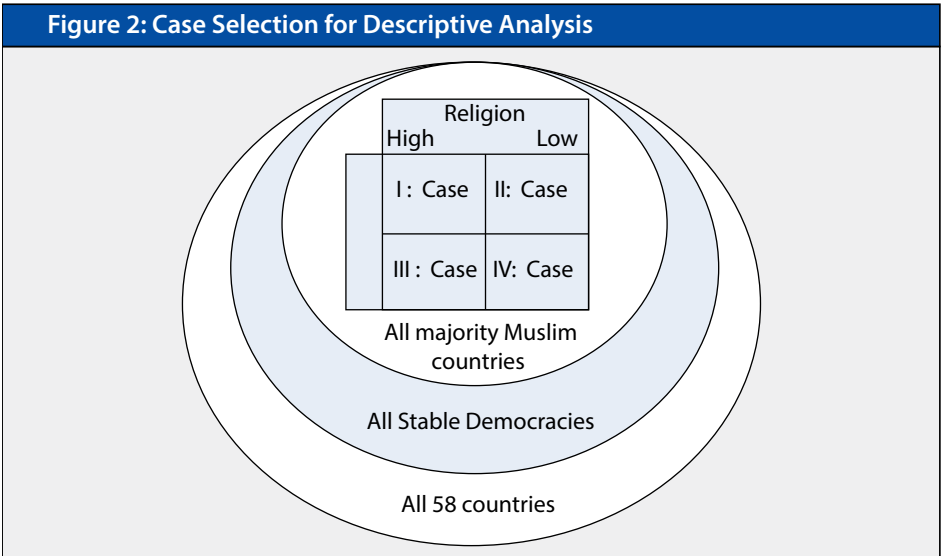 Figure 2: Case Selection for Descriptive Analysis
Religion
High Low
I : Case II: Case
III : Case IV: Case
All majority Muslim
countries
All Stable Democracies
All 58 countries